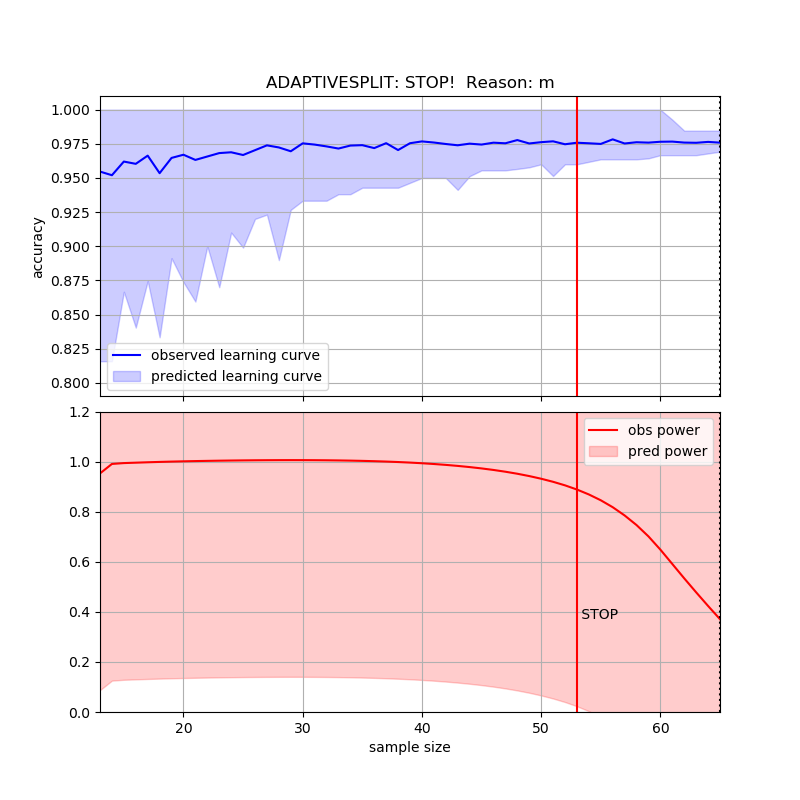 ADAPTIVESPLIT: STOP!  Reason: m
1.000
0.975
0.950
0.925
0.900
0.875
0.850
0.825
0.800
accuracy
observed learning curve
predicted learning curve
1.2
1.0
0.8
0.6
0.4
0.2
0.0
obs power
pred power
STOP
20 30 40 50 60
sample size